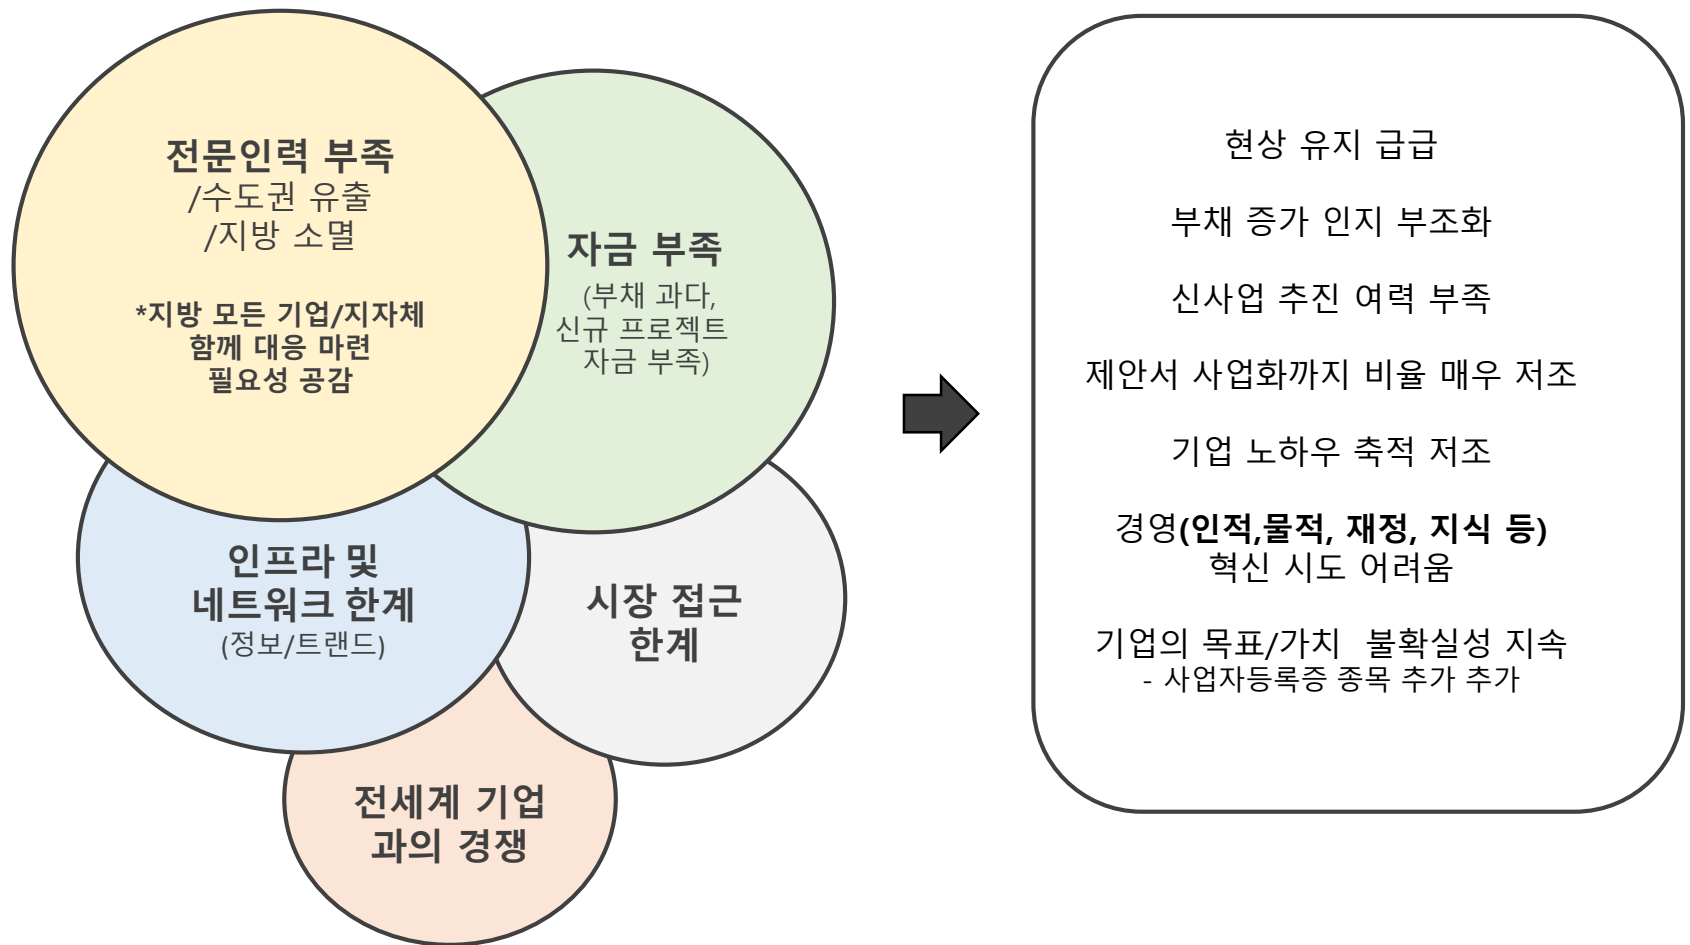 전문인력 부족
/수도권 유출
/지방 소멸
*지방 모든 기업/지자체
함께 대응 마련
필요성 공감
자금 부족
(부채 과다,
신규 프로젝트
자금 부족)
인프라 및
네트워크 한계
(정보/트랜드)
시장 접근
한계
전세계 기업
과의 경쟁
현상 유지 급급
부채 증가 인지 부조화
신사업 추진 여력 부족
제안서 사업화까지 비율 매우 저조
기업 노하우 축적 저조
경영(인적,물적, 재정, 지식 등)
혁신 시도 어려움
기업의 목표/가치 불확실성 지속
- 사업자등록증 종목 추가 추가